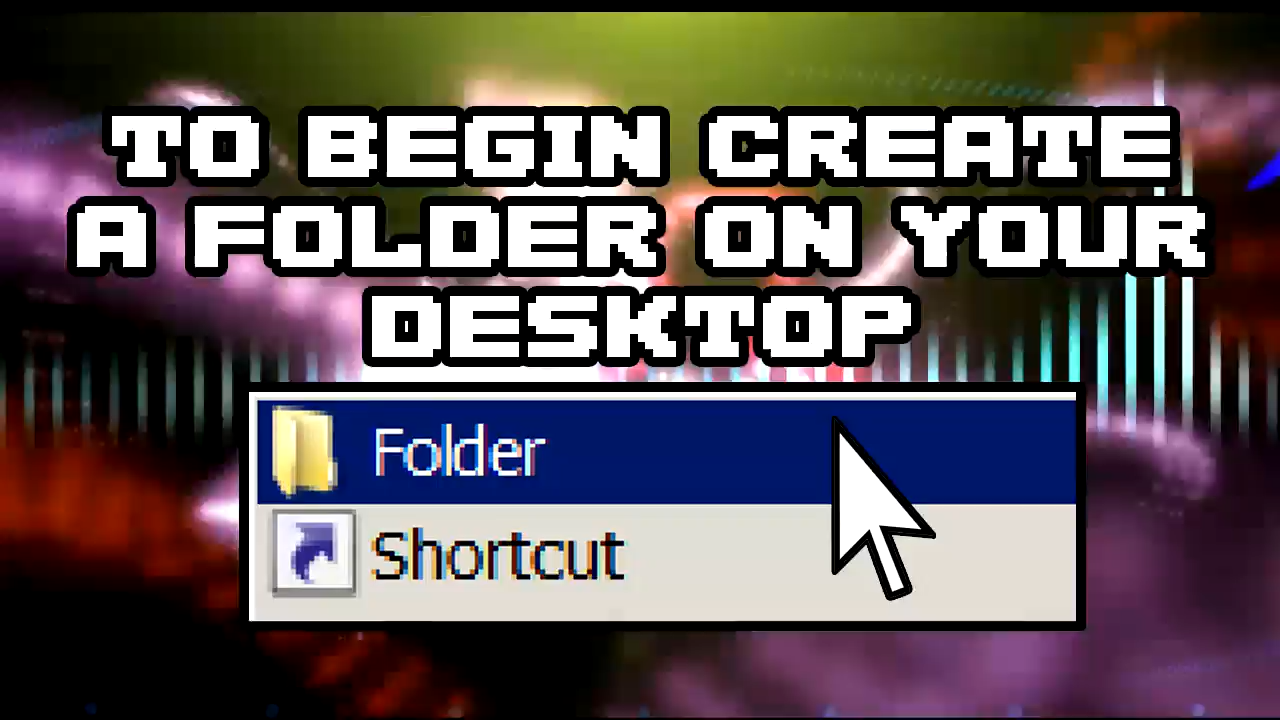 TO BEGIN CREATE
A FOLDER ON YOUR
DESKTOP
Folder
Shortcut